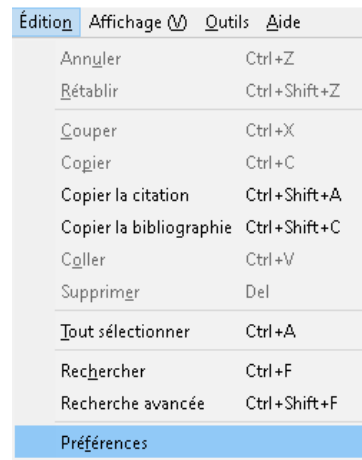 Édition Affichage (V) Outils Aide
Annuler Ctrl+Z
Rétablir Ctrl+Shift+Z
Couper Ctrl+X
Copier Ctrl+C
Copier la citation Ctrl+Shift+A
Copier la bibliographie Ctrl+Shift+C
Coller Ctrl+V
Supprimer Del
Tout sélectionner Ctrl+A
Rechercher Ctrl+F
Recherche avancée Ctrl+Shift+F
Préférences